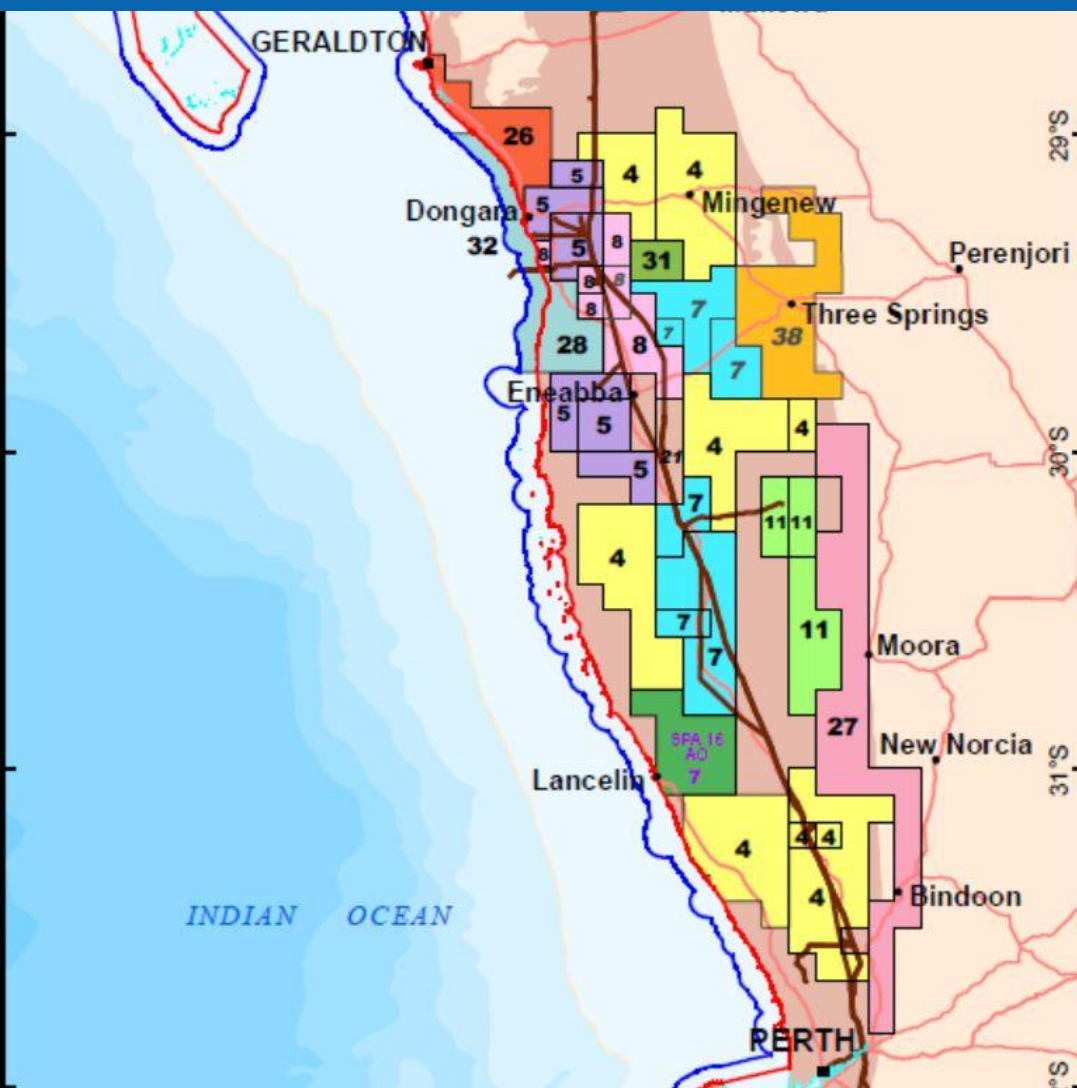 GERALDTON
29°S
26
5
4
4
5
Mingenew
Dongara
32
5
8
8
31
Perenjori
8
8
8
7
Three Springs
7
38
28
8
7
Eneabba
5
5
4
4
21
5
7
11
11
30°S
4
7
11
7
Moora
27
SPA 16
AO
7
New Norcia
Lancelin
31°S
4
4
4
4
Bindoon
INDIAN OCEAN
PERTH